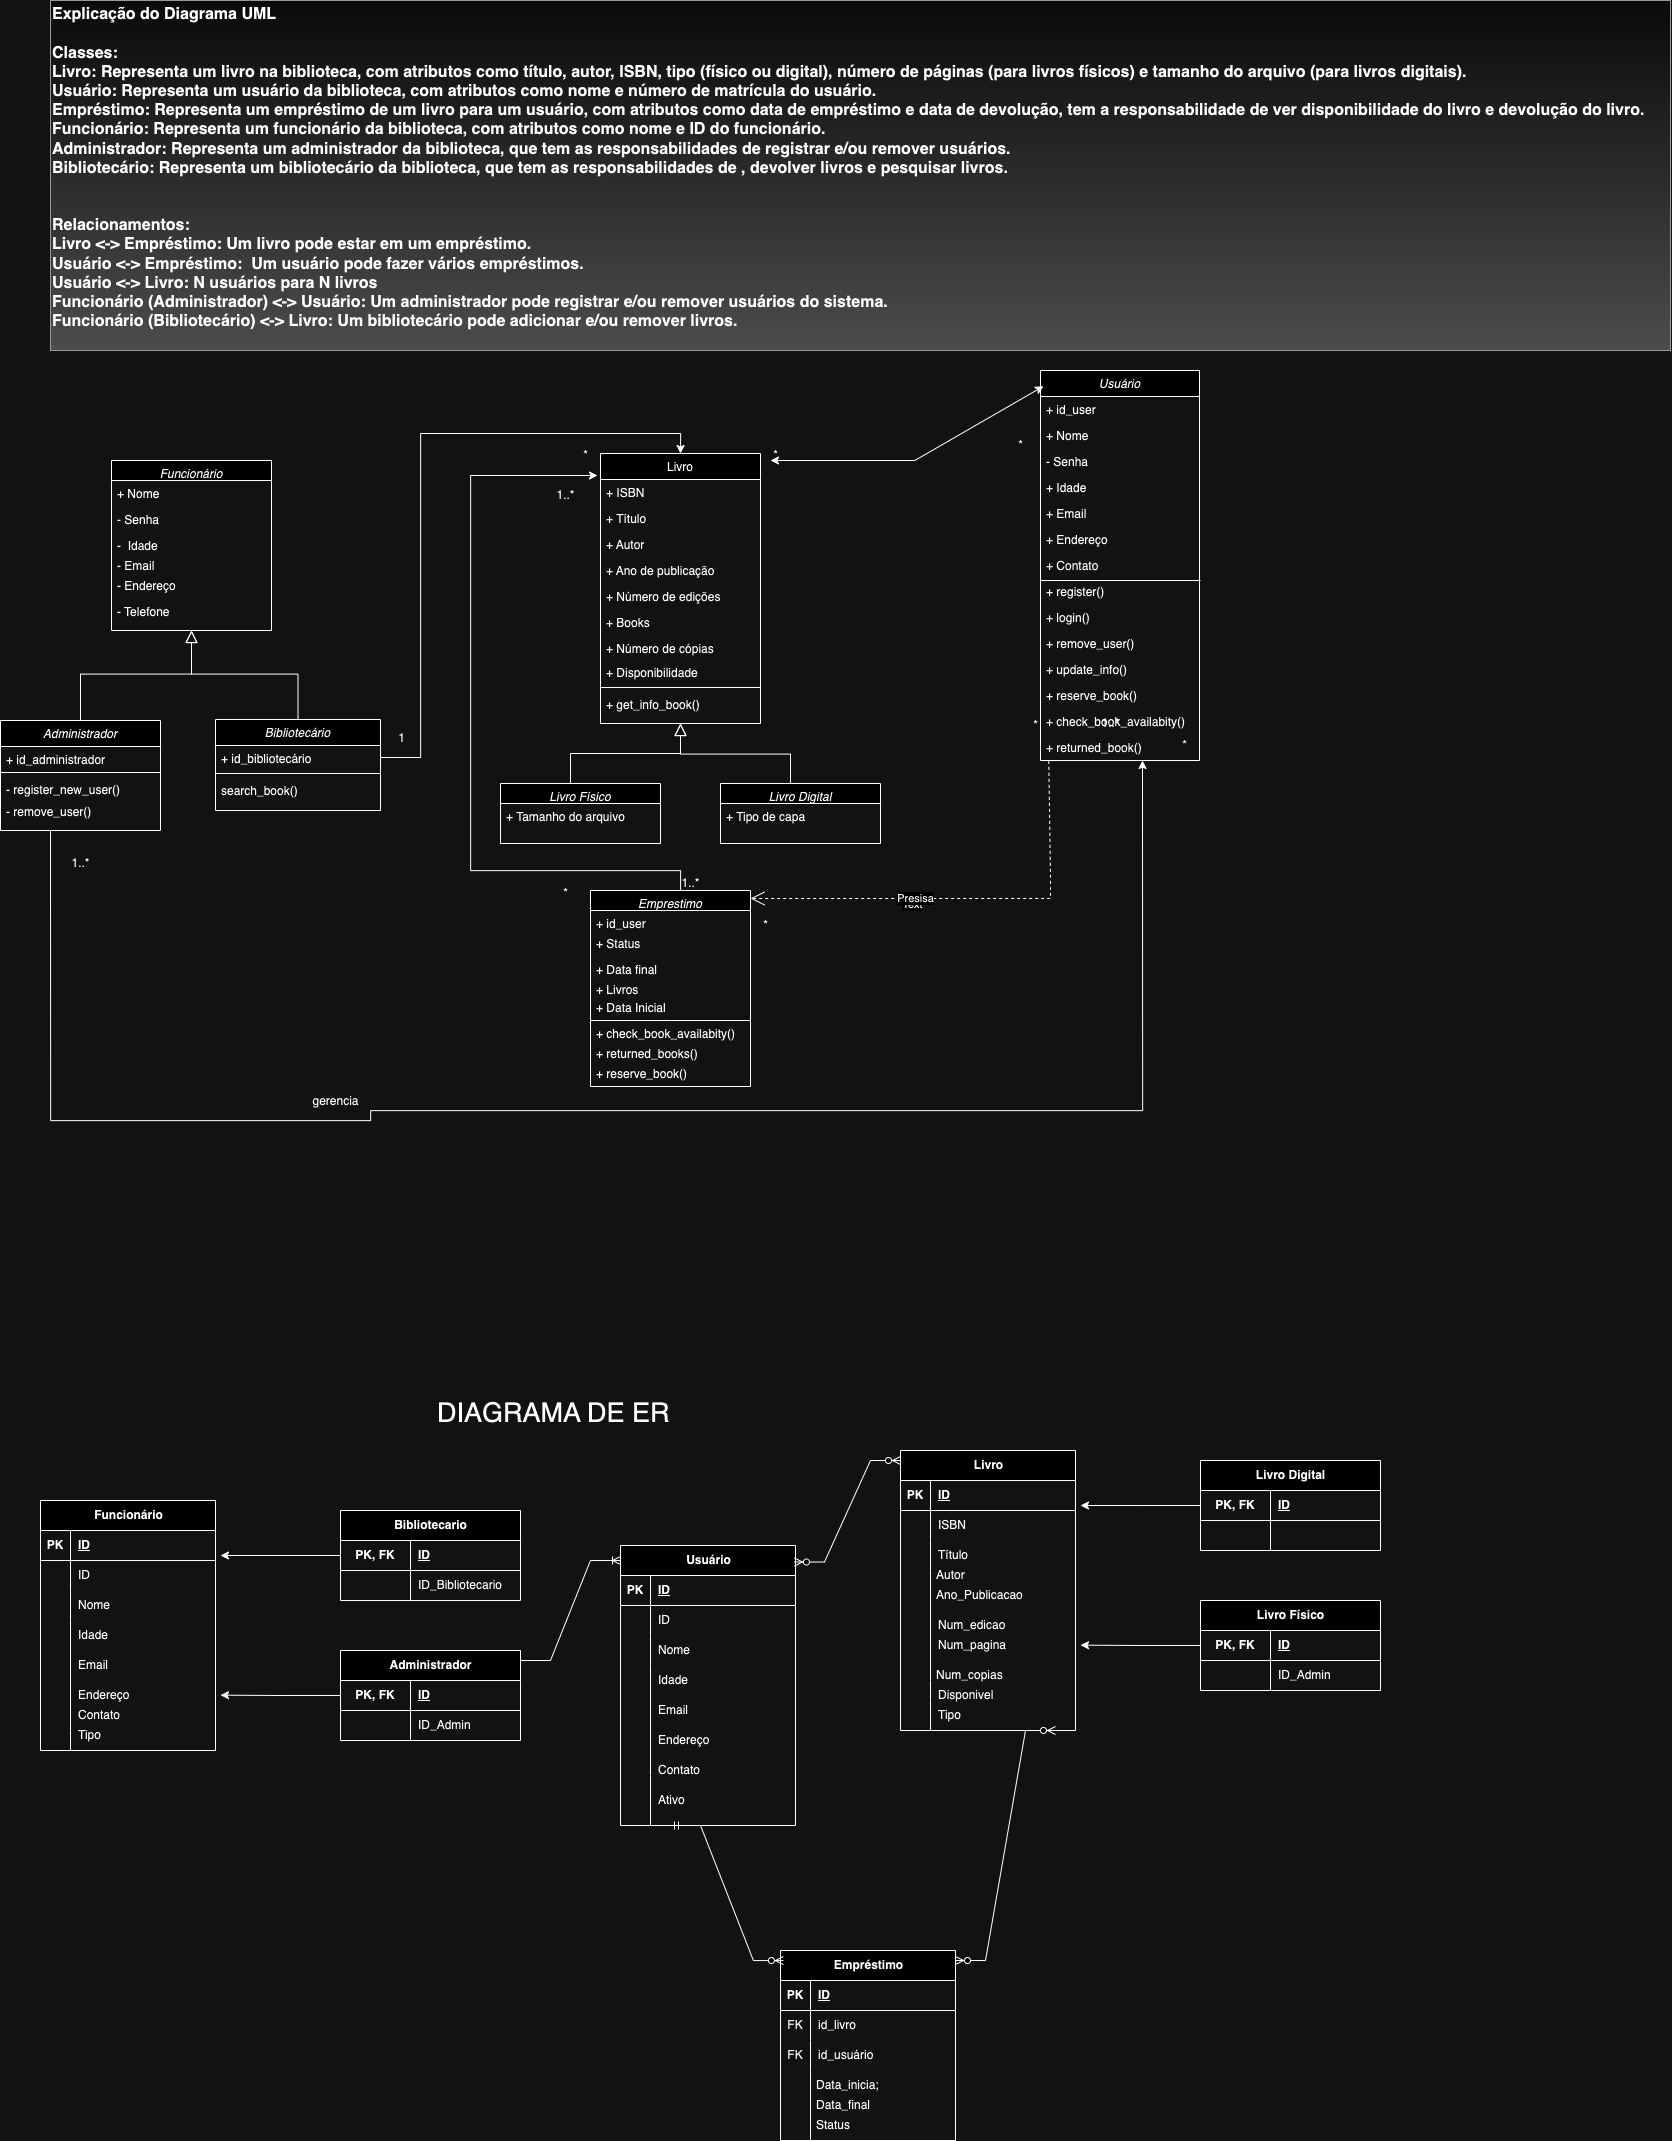 Explicação do Diagrama UML
Classes:
Livro: Representa um livro na biblioteca, com atributos como título, autor, ISBN, tipo (físico ou digital), número de páginas (para livros físicos) e tamanho do arquivo (para livros digitais).
Usuário: Representa um usuário da biblioteca, com atributos como nome e número de matrícula do usuário.
Empréstimo: Representa um empréstimo de um livro para um usuário, com atributos como data de empréstimo e data de devolução, tem a responsabilidade de ver disponibilidade do livro e devolução do livro.
Funcionário: Representa um funcionário da biblioteca, com atributos como nome e ID do funcionário.
Administrador: Representa um administrador da biblioteca, que tem as responsabilidades de registrar e/ou remover usuários.
Bibliotecário: Representa um bibliotecário da biblioteca, que tem as responsabilidades de , devolver livros e pesquisar livros.
Relacionamentos:
Livro <-> Empréstimo: Um livro pode estar em um empréstimo.
Usuário <-> Empréstimo:  Um usuário pode fazer vários empréstimos.
Usuário <-> Livro: N usuários para N livros
Funcionário (Administrador) <-> Usuário: Um administrador pode registrar e/ou remover usuários do sistema.
Funcionário (Bibliotecário) <-> Livro: Um bibliotecário pode adicionar e/ou remover livros.
Funcionário
+ Nome
- Senha
-  Idade
- Email
- Endereço
- Telefone
Administrador
+ id_administrador
- register_new_user()
- remove_user()
1..*
Bibliotecário
+ id_bibliotecário
search_book()
1
*
*
1..*
Livro
+ ISBN
+ Título
+ Autor
+ Ano de publicação
+ Número de edições
+ Books
+ Número de cópias
+ Disponibilidade
+ get_info_book()
Livro Físico
+ Tamanho do arquivo
Livro Digital
+ Tipo de capa
*
Usuário
+ id_user
+ Nome
- Senha
+ Idade
+ Email
+ Endereço
+ Contato
+ register()
+ login()
+ remove_user()
+ update_info()
+ reserve_book()
*
+ check_book_availabity()
1..*
+ returned_book()
*
*
1..*
Presisa
Text
*
Emprestimo
+ id_user
+ Status
+ Data final
+ Livros
+ Data Inicial
+ check_book_availabity()
+ returned_books()
+ reserve_book()
gerencia
DIAGRAMA DE ER
Funcionário
PK ID
ID
Nome
Idade
Email
Endereço
Contato
Tipo
Bibliotecario
PK, FK ID
ID_Bibliotecario
Administrador
PK, FK ID
ID_Admin
Usuário
PK ID
ID
Nome
Idade
Email
Endereço
Contato
Ativo
Livro
PK ID
ISBN
Título
Autor
Ano_Publicacao
Num_edicao
Num_pagina
Num_copias
Disponivel
Tipo
Livro Digital
PK, FK ID
Livro Físico
PK, FK ID
ID_Admin
Empréstimo
PK ID
FK id_livro
FK id_usuário
Data_inicia;
Data_final
Status